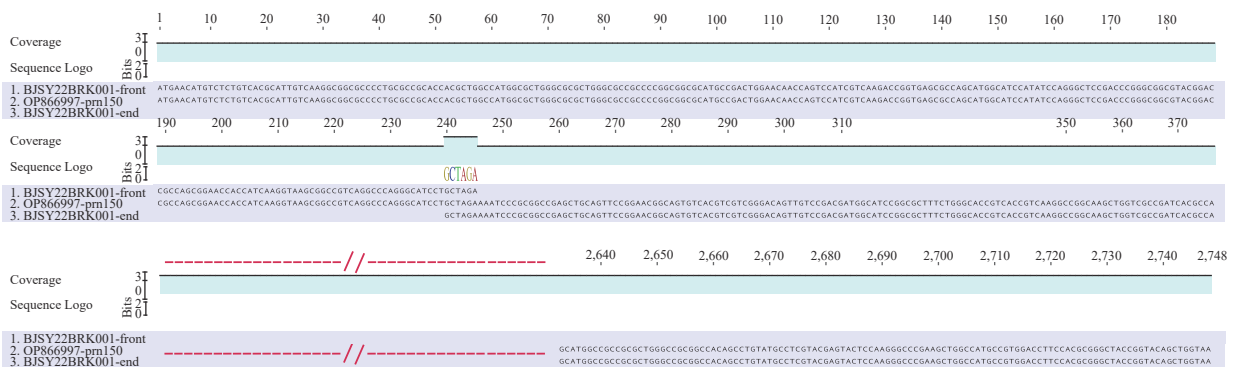 1 10 20 30 40 50 60 70 80 90 100 110 120 130 140 150 160 170 180
Coverage 3 0
Sequence Logo Bits 2 0
1. BJSY22BRK001-front ATGAACATGTCTCTGTCACGCATTGTCAAGGCGGCGCCCCTGCGCCGCACCACGCTGGCCATGGCGCTGGGCGCGCTGGGCGCCGCCCCGGCGGCGCATGCCGACTGGAACAACCAGTCCATCGTCAAGACCGGTGAGCGCCAGCATGGCATCCATATCCAGGGCTCCGACCCGGGCGGCGTACGGAC
2. OP866997-prn150 ATGAACATGTCTCTGTCACGCATTGTCAAGGCGGCGCCCCTGCGCCGCACCACGCTGGCCATGGCGCTGGGCGCGCTGGGCGCCGCCCCGGCGGCGCATGCCGACTGGAACAACCAGTCCATCGTCAAGACCGGTGAGCGCCAGCATGGCATCCATATCCAGGGCTCCGACCCGGGCGGCGTACGGAC
3. BJSY22BRK001-end
190 200 210 220 230 240 250 260 270 280 290 300 310 350 360 370
Coverage 3 0
Sequence Logo Bits 2 0 GCTAGA
1. BJSY22BRK001-front CGCCAGCGGAACCACCATCAAGGTAAGCGGCCGTCAGGCCCAGGGCATCCTGCTAGA
2. OP866997-prn150 CGCCAGCGGAACCACCATCAAGGTAAGCGGCCGTCAGGCCCAGGGCATCCTGCTAGAAAATCCCGCGGCCGAGCTGCAGTTCCGGAACGGCAGTGTCACGTCGTCGGGACAGTTGTCCGACGATGGCATCCGGCGCTTTCTGGGCACCGTCACCGTCAAGGCCGGCAAGCTGGTCGCCGATCACGCCA
3. BJSY22BRK001-end GCTAGAAAATCCCGCGGCCGAGCTGCAGTTCCGGAACGGCAGTGTCACGTCGTCGGGACAGTTGTCCGACGATGGCATCCGGCGCTTTCTGGGCACCGTCACCGTCAAGGCCGGCAAGCTGGTCGCCGATCACGCCA
2,640 2,650 2,660 2,670 2,680 2,690 2,700 2,710 2,720 2,730 2,740 2,748
Coverage 3 0
Sequence Logo Bits 2 0
1. BJSY22BRK001-front
2. OP866997-prn150 GCATGGCCGCCGCGCTGGGCCGCGGCCACAGCCTGTATGCCTCGTACGAGTACTCCAAGGGCCCGAAGCTGGCCATGCCGTGGACCTTCCACGCGGGCTACCGGTACAGCTGGTAA
3. BJSY22BRK001-end GCATGGCCGCCGCGCTGGGCCGCGGCCACAGCCTGTATGCCTCGTACGAGTACTCCAAGGGCCCGAAGCTGGCCATGCCGTGGACCTTCCACGCGGGCTACCGGTACAGCTGGTAA